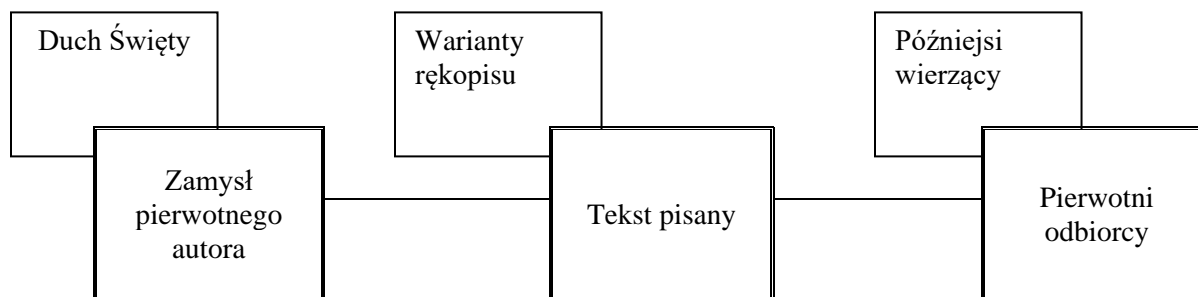 Duch Święty
Warianty
rękopisu
Późniejsi
wierzący
Zamysł
pierwotnego
autora
Tekst pisany
Pierwotni
odbiorcy